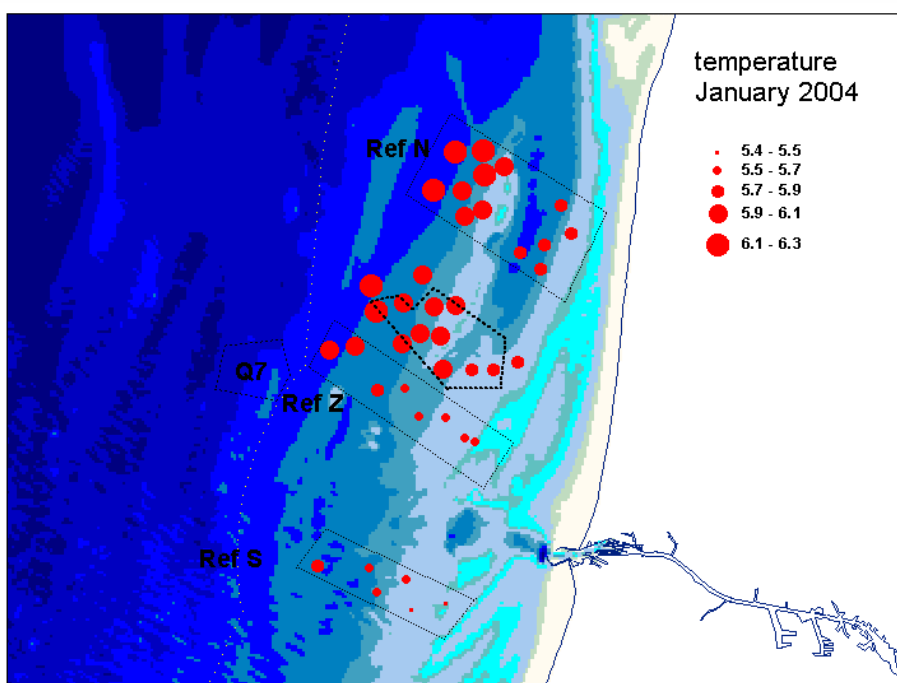 temperature
January 2004
5.4 - 5.5
5.5 - 5.7
5.7 - 5.9
5.9 - 6.1
6.1 - 6.3
Ref N
Q7
Ref Z
Ref S